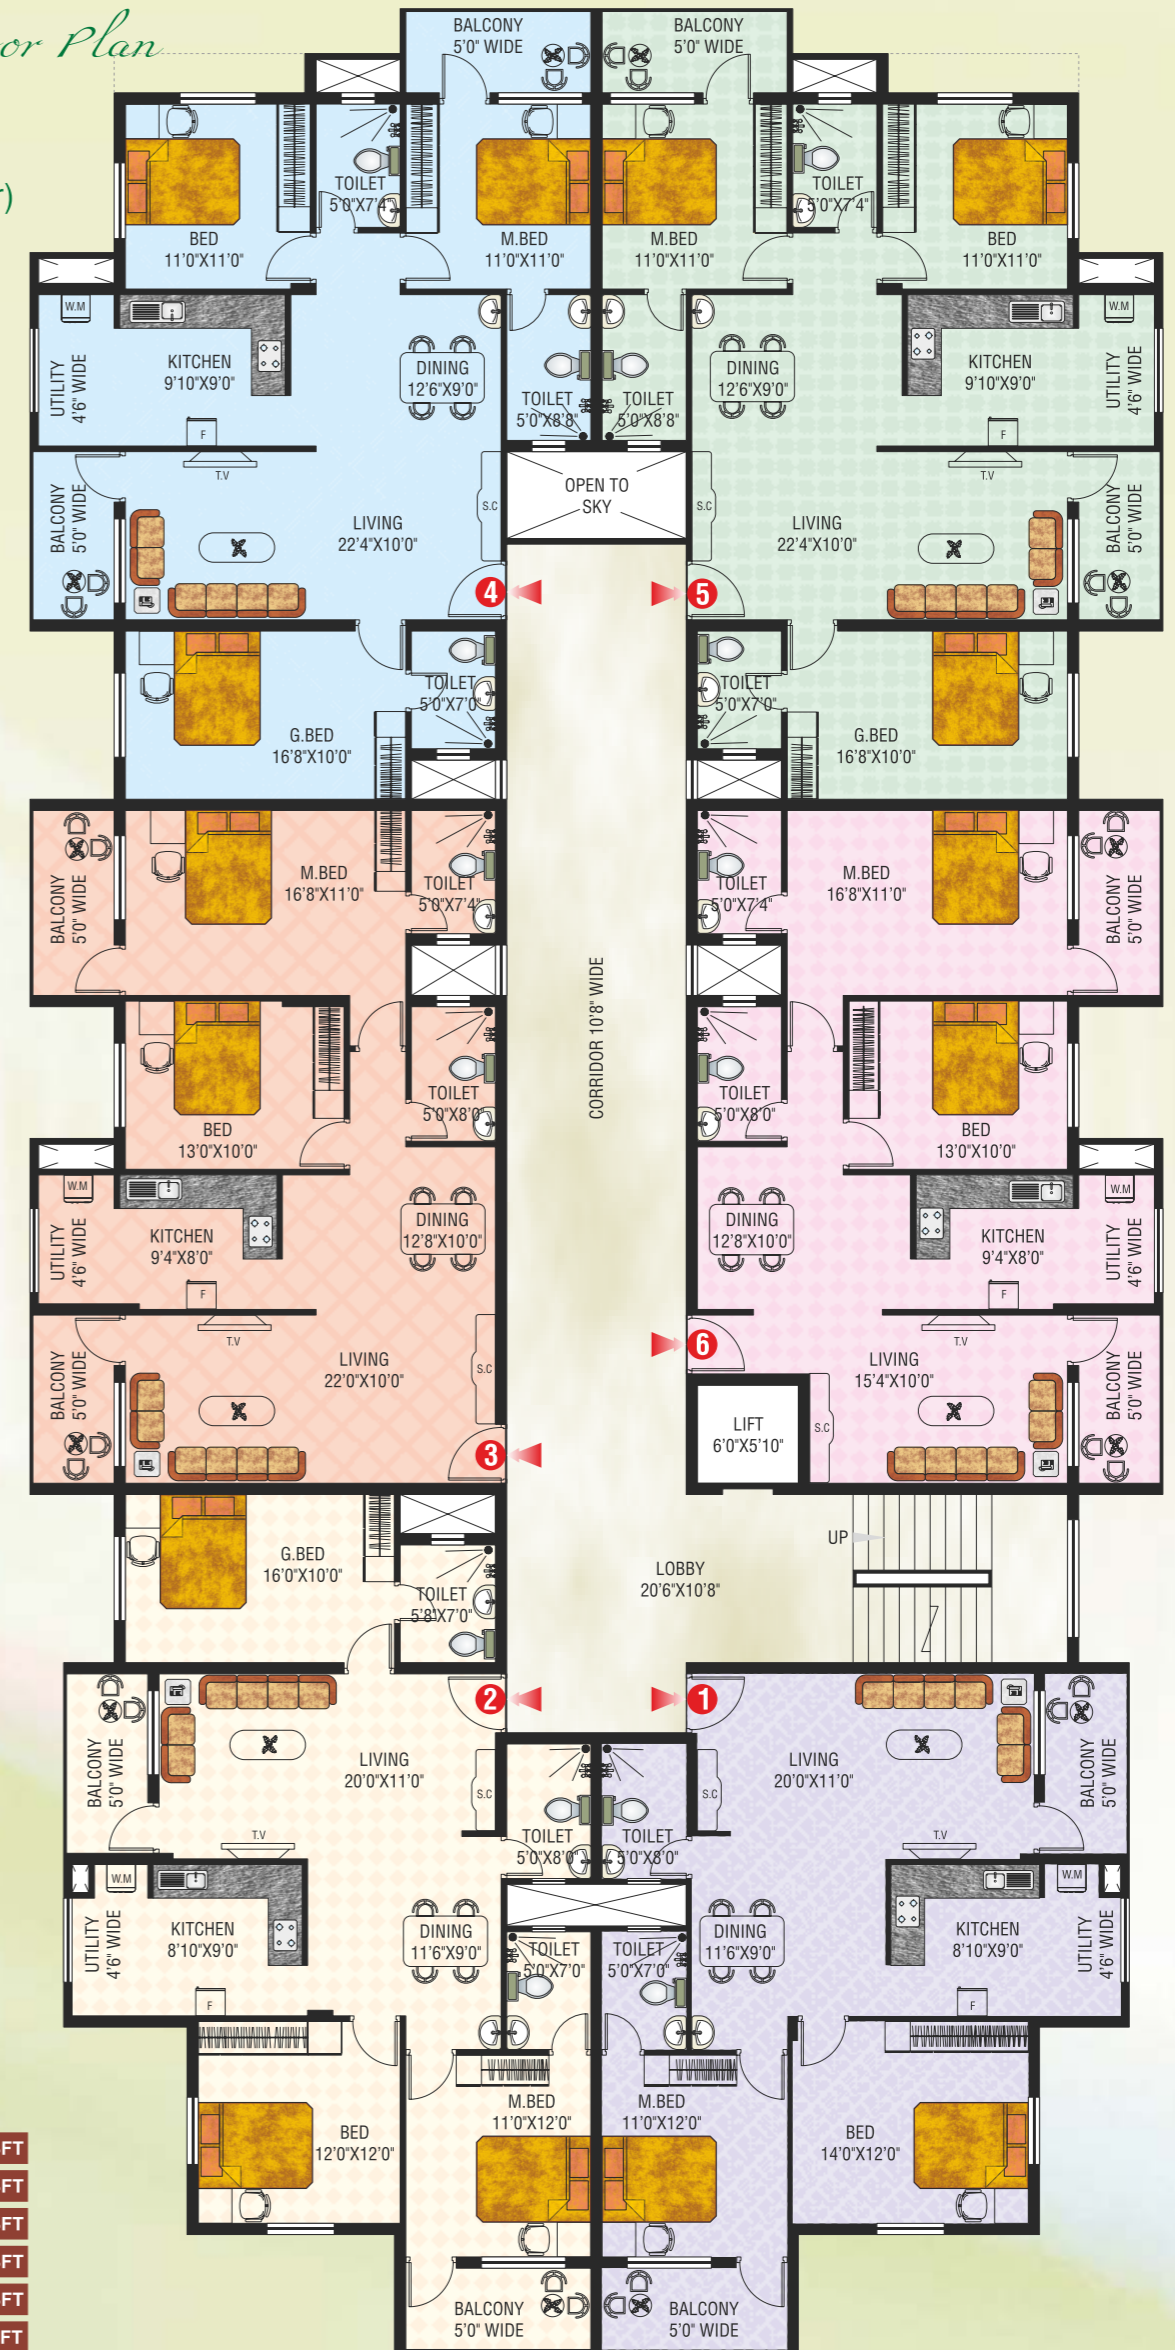 or Plan
r)
BALCONY
5'0" WIDE
BALCONY
5'0" WIDE
TOILET
5'0"X7'4"
TOILET
5'0"X7'4"
BED
11'0"X11'0"
M.BED
11'0"X11'0"
M.BED
11'0"X11'0"
BED
11'0"X11'0"
W.M
W.M
UTILITY
4'6" WIDE
KITCHEN
9'10"X9'0"
DINING
12'6"X9'0"
TOILET
5'0"X8'8"
TOILET
5'0"X8'8"
DINING
12'6"X9'0"
KITCHEN
9'10"X9'0"
UTILITY
4'6" WIDE
F
F
T.V
T.V
BALCONY
5'0" WIDE
LIVING
22'4"X10'0"
S.C
OPEN TO
SKY
S.C
LIVING
22'4"X10'0"
BALCONY
5'0" WIDE
4
5
TOILET
5'0"X7'0"
TOILET
5'0"X7'0"
G.BED
16'8"X10'0"
G.BED
16'8"X10'0"
BALCONY
5'0" WIDE
M.BED
16'8"X11'0"
TOILET
5'0"X7'4"
TOILET
5'0"X7'4"
M.BED
16'8"X11'0"
BALCONY
5'0" WIDE
CORRIDOR 10'8" WIDE
BED
13'0"X10'0"
TOILET
5'0"X8'0"
TOILET
5'0"X8'0"
BED
13'0"X10'0"
W.M
W.M
UTILITY
4'6" WIDE
KITCHEN
9'4"X8'0"
DINING
12'8"X10'0"
DINING
12'8"X10'0"
KITCHEN
9'4"X8'0"
UTILITY
4'6" WIDE
F
F
T.V
T.V
6
BALCONY
5'0" WIDE
LIVING
22'0"X10'0"
S.C
LIVING
15'4"X10'0"
BALCONY
5'0" WIDE
LIFT
6'0"X5'10"
S.C
3
G.BED
16'0"X10'0"
TOILET
5'8"X7'0"
LOBBY
20'6"X10'8"
UP
2
1
BALCONY
5'0" WIDE
LIVING
20'0"X11'0"
S.C
S.C
LIVING
20'0"X11'0"
BALCONY
5'0" WIDE
T.V
T.V
TOILET
5'0"X8'0"
TOILET
5'0"X8'0"
W.M
W.M
UTILITY
4'6" WIDE
KITCHEN
8'10"X9'0"
DINING
11'6"X9'0"
TOILET
5'0"X7'0"
TOILET
5'0"X7'0"
DINING
11'6"X9'0"
KITCHEN
8'10"X9'0"
UTILITY
4'6" WIDE
F
F
BED
12'0"X12'0"
M.BED
11'0"X12'0"
M.BED
11'0"X12'0"
BED
14'0"X12'0"
BALCONY
5'0" WIDE
BALCONY
5'0" WIDE
FT
FT
FT
FT
FT
FT